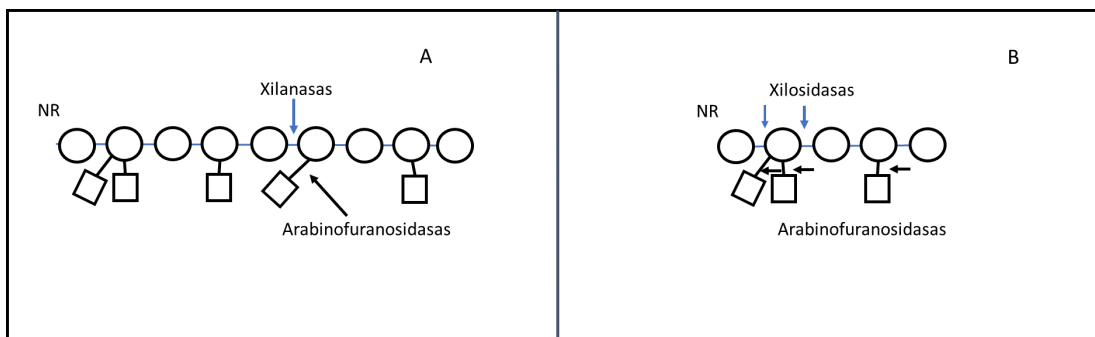 A
Xilanasas
NR
Arabinofuranosidasas
B
Xilosidasas
NR
Arabinofuranosidasas